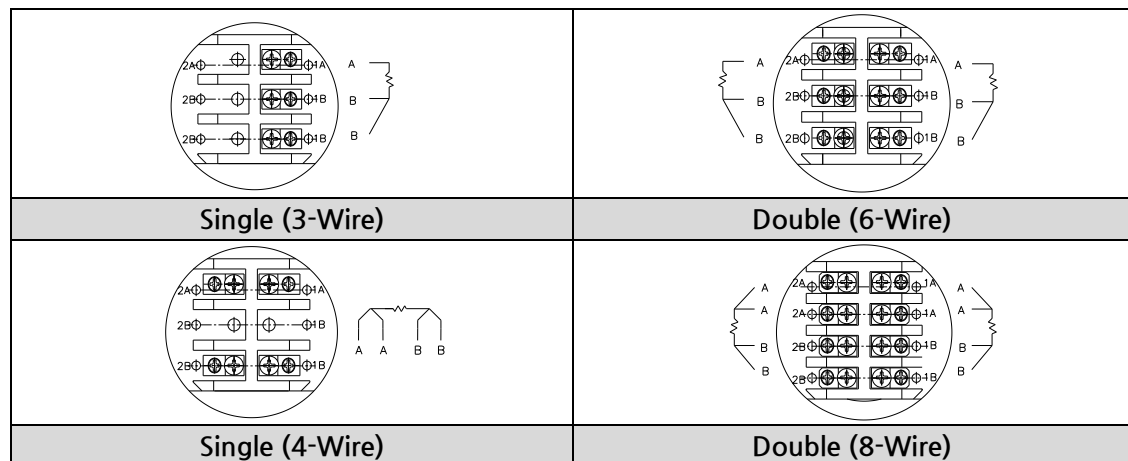 2A 1A A
2B 1B B
2B 1B B
Single (3-Wire)
A 2A 1A A
B 2B 1B B
B 2B 1B B
Double (6-Wire)
2A 1A
2B 1B
2B 1B
A A B B
Single (4-Wire)
A 2A 1A A
A 2A 1A A
B 2B 1B B
B 2B 1B B
Double (8-Wire)